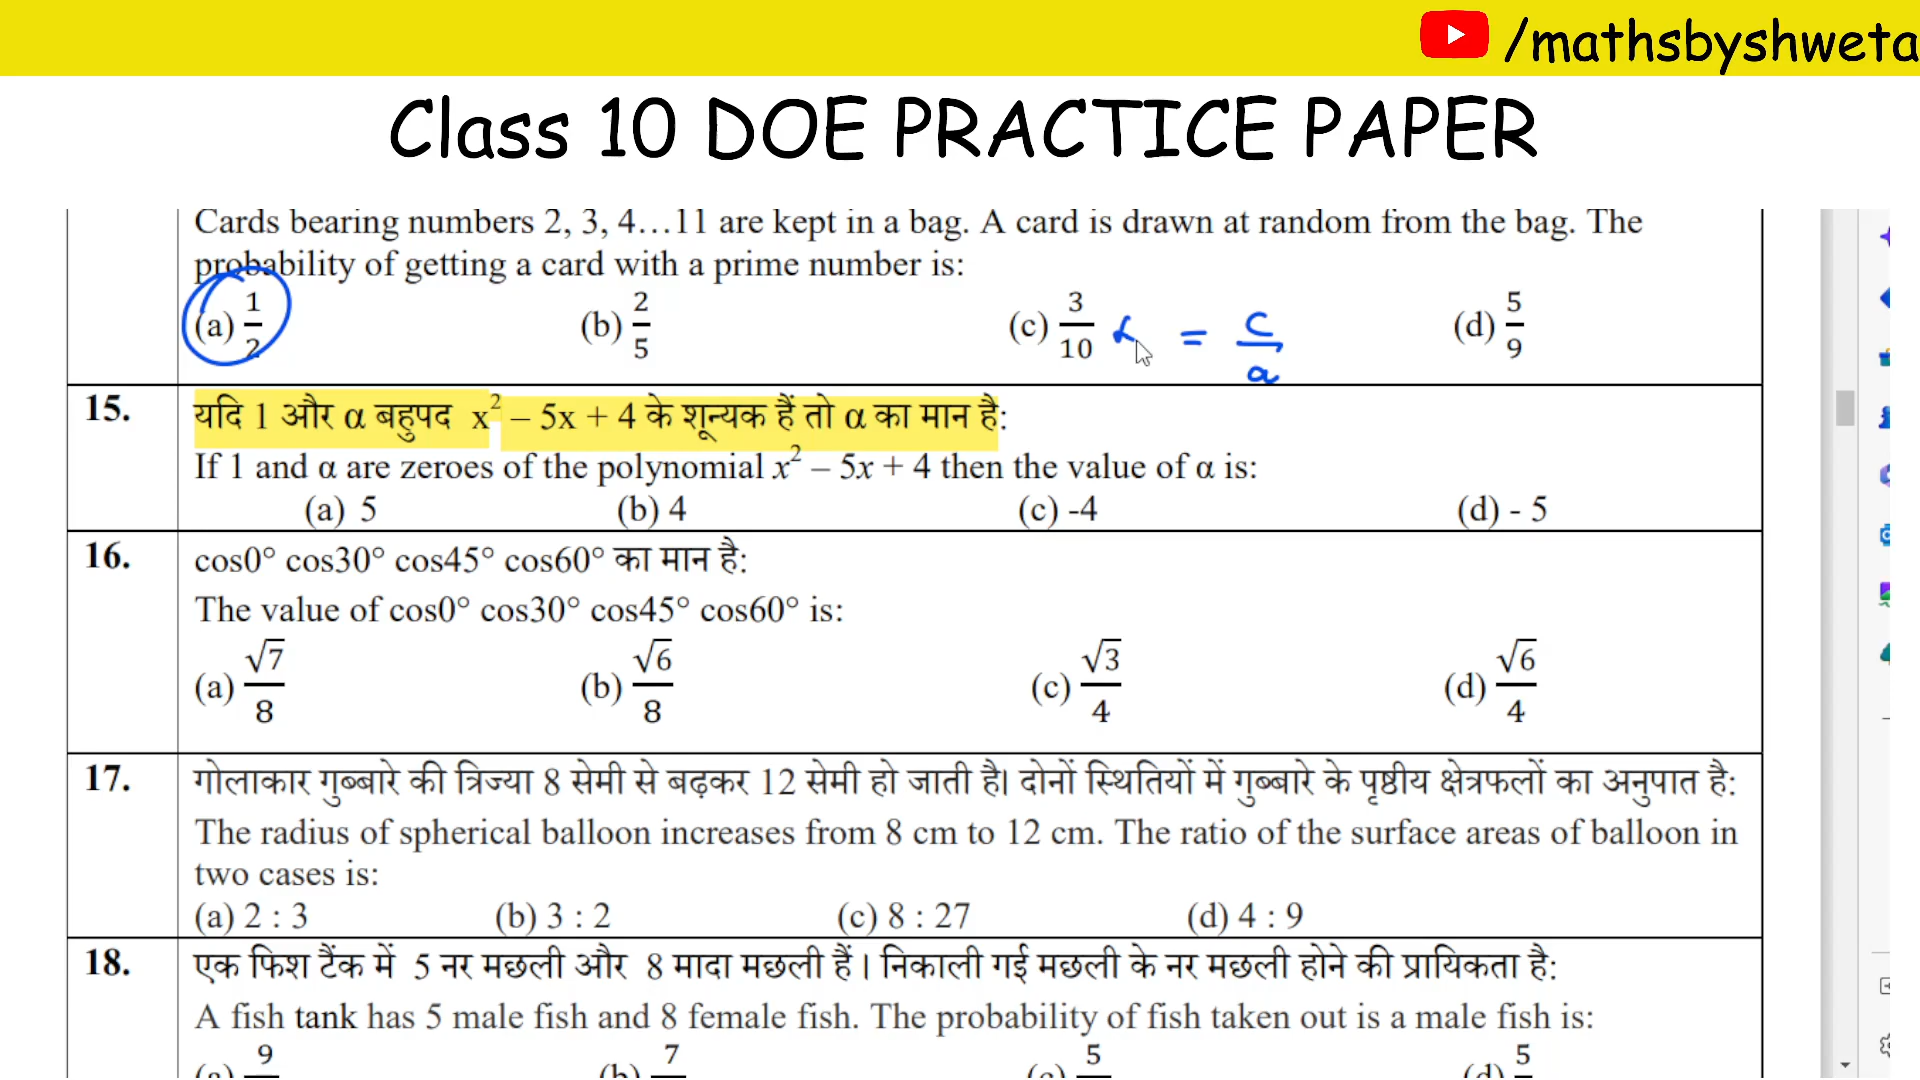 /mathsbyshweta
Class 10 DOE PRACTICE PAPER
Cards bearing numbers 2, 3, 4…11 are kept in a bag. A card is drawn at random from the bag. The
probability of getting a card with a prime number is:
(a) 1/2 (b) 2/5 (c) 3/10 (d) 5/9
α = c/a
15. यदि 1 और α बहुपद x² – 5x + 4 के शून्यक हैं तो α का मान है:
If 1 and α are zeroes of the polynomial x² – 5x + 4 then the value of α is:
(a) 5 (b) 4 (c) -4 (d) - 5
16. cos0° cos30° cos45° cos60° का मान है:
The value of cos0° cos30° cos45° cos60° is:
(a) √7/8 (b) √6/8 (c) √3/4 (d) √6/4
17. गोलाकार गुब्बारे की त्रिज्या 8 सेमी से बढ़कर 12 सेमी हो जाती है। दोनों स्थितियों में गुब्बारे के पृष्ठीय क्षेत्रफलों का अनुपात है:
The radius of spherical balloon increases from 8 cm to 12 cm. The ratio of the surface areas of balloon in
two cases is:
(a) 2 : 3 (b) 3 : 2 (c) 8 : 27 (d) 4 : 9
18. एक फिश टैंक में 5 नर मछली और 8 मादा मछली हैं। निकाली गई मछली के नर मछली होने की प्रायिकता है:
A fish tank has 5 male fish and 8 female fish. The probability of fish taken out is a male fish is:
(a) 9 (b) 7 (c) 5 (d) 5